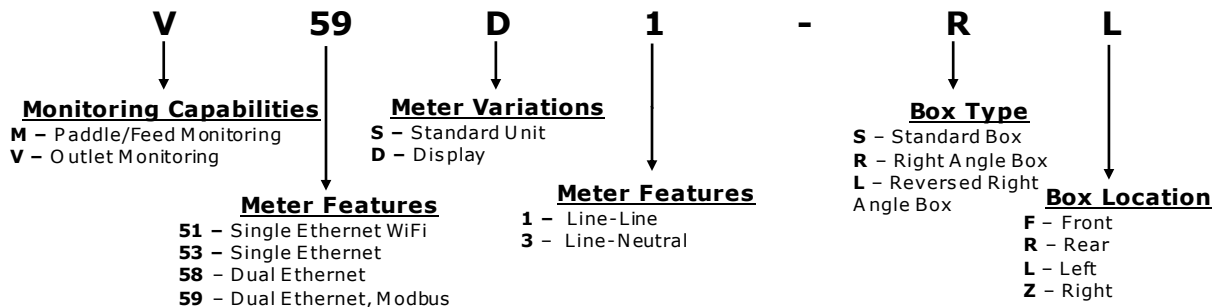 V 59 D 1 - R L
Monitoring Capabilities
M – Paddle/Feed Monitoring
V – Outlet Monitoring
Meter Features
51 – Single Ethernet WiFi
53 – Single Ethernet
58 – Dual Ethernet
59 – Dual Ethernet, Modbus
Meter Variations
S – Standard Unit
D – Display
Meter Features
1 – Line-Line
3 – Line-Neutral
Box Type
S – Standard Box
R – Right Angle Box
L – Reversed Right
Angle Box
Box Location
F – Front
R – Rear
L – Left
Z – Right